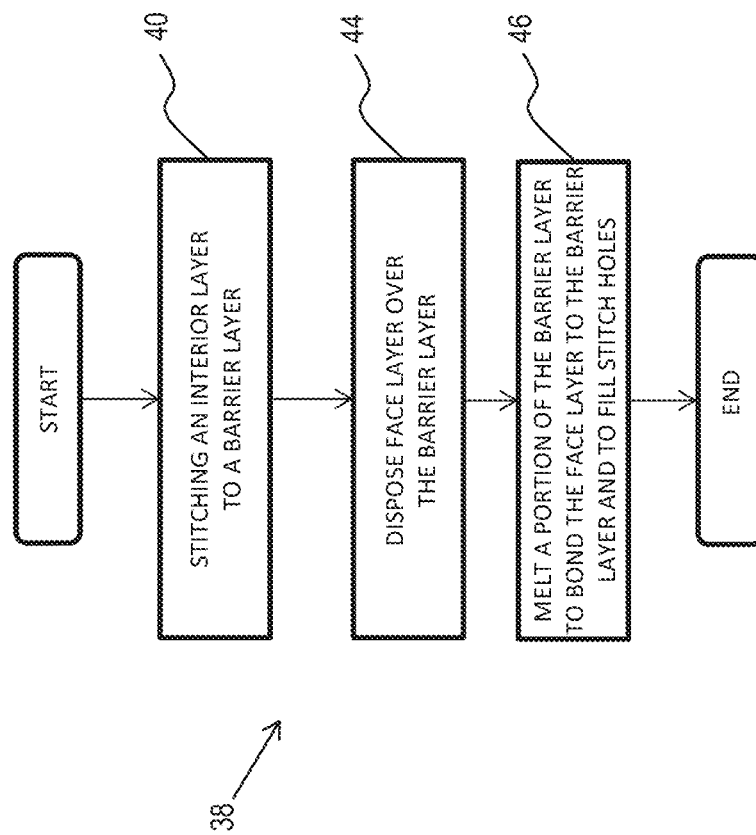 START
STITCHING AN INTERIOR LAYER
TO A BARRIER LAYER
40
DISPOSE FACE LAYER OVER
THE BARRIER LAYER
44
MELT A PORTION OF THE BARRIER LAYER
TO BOND THE FACE LAYER TO THE BARRIER
LAYER AND TO FILL STITCH HOLES
46
END
38